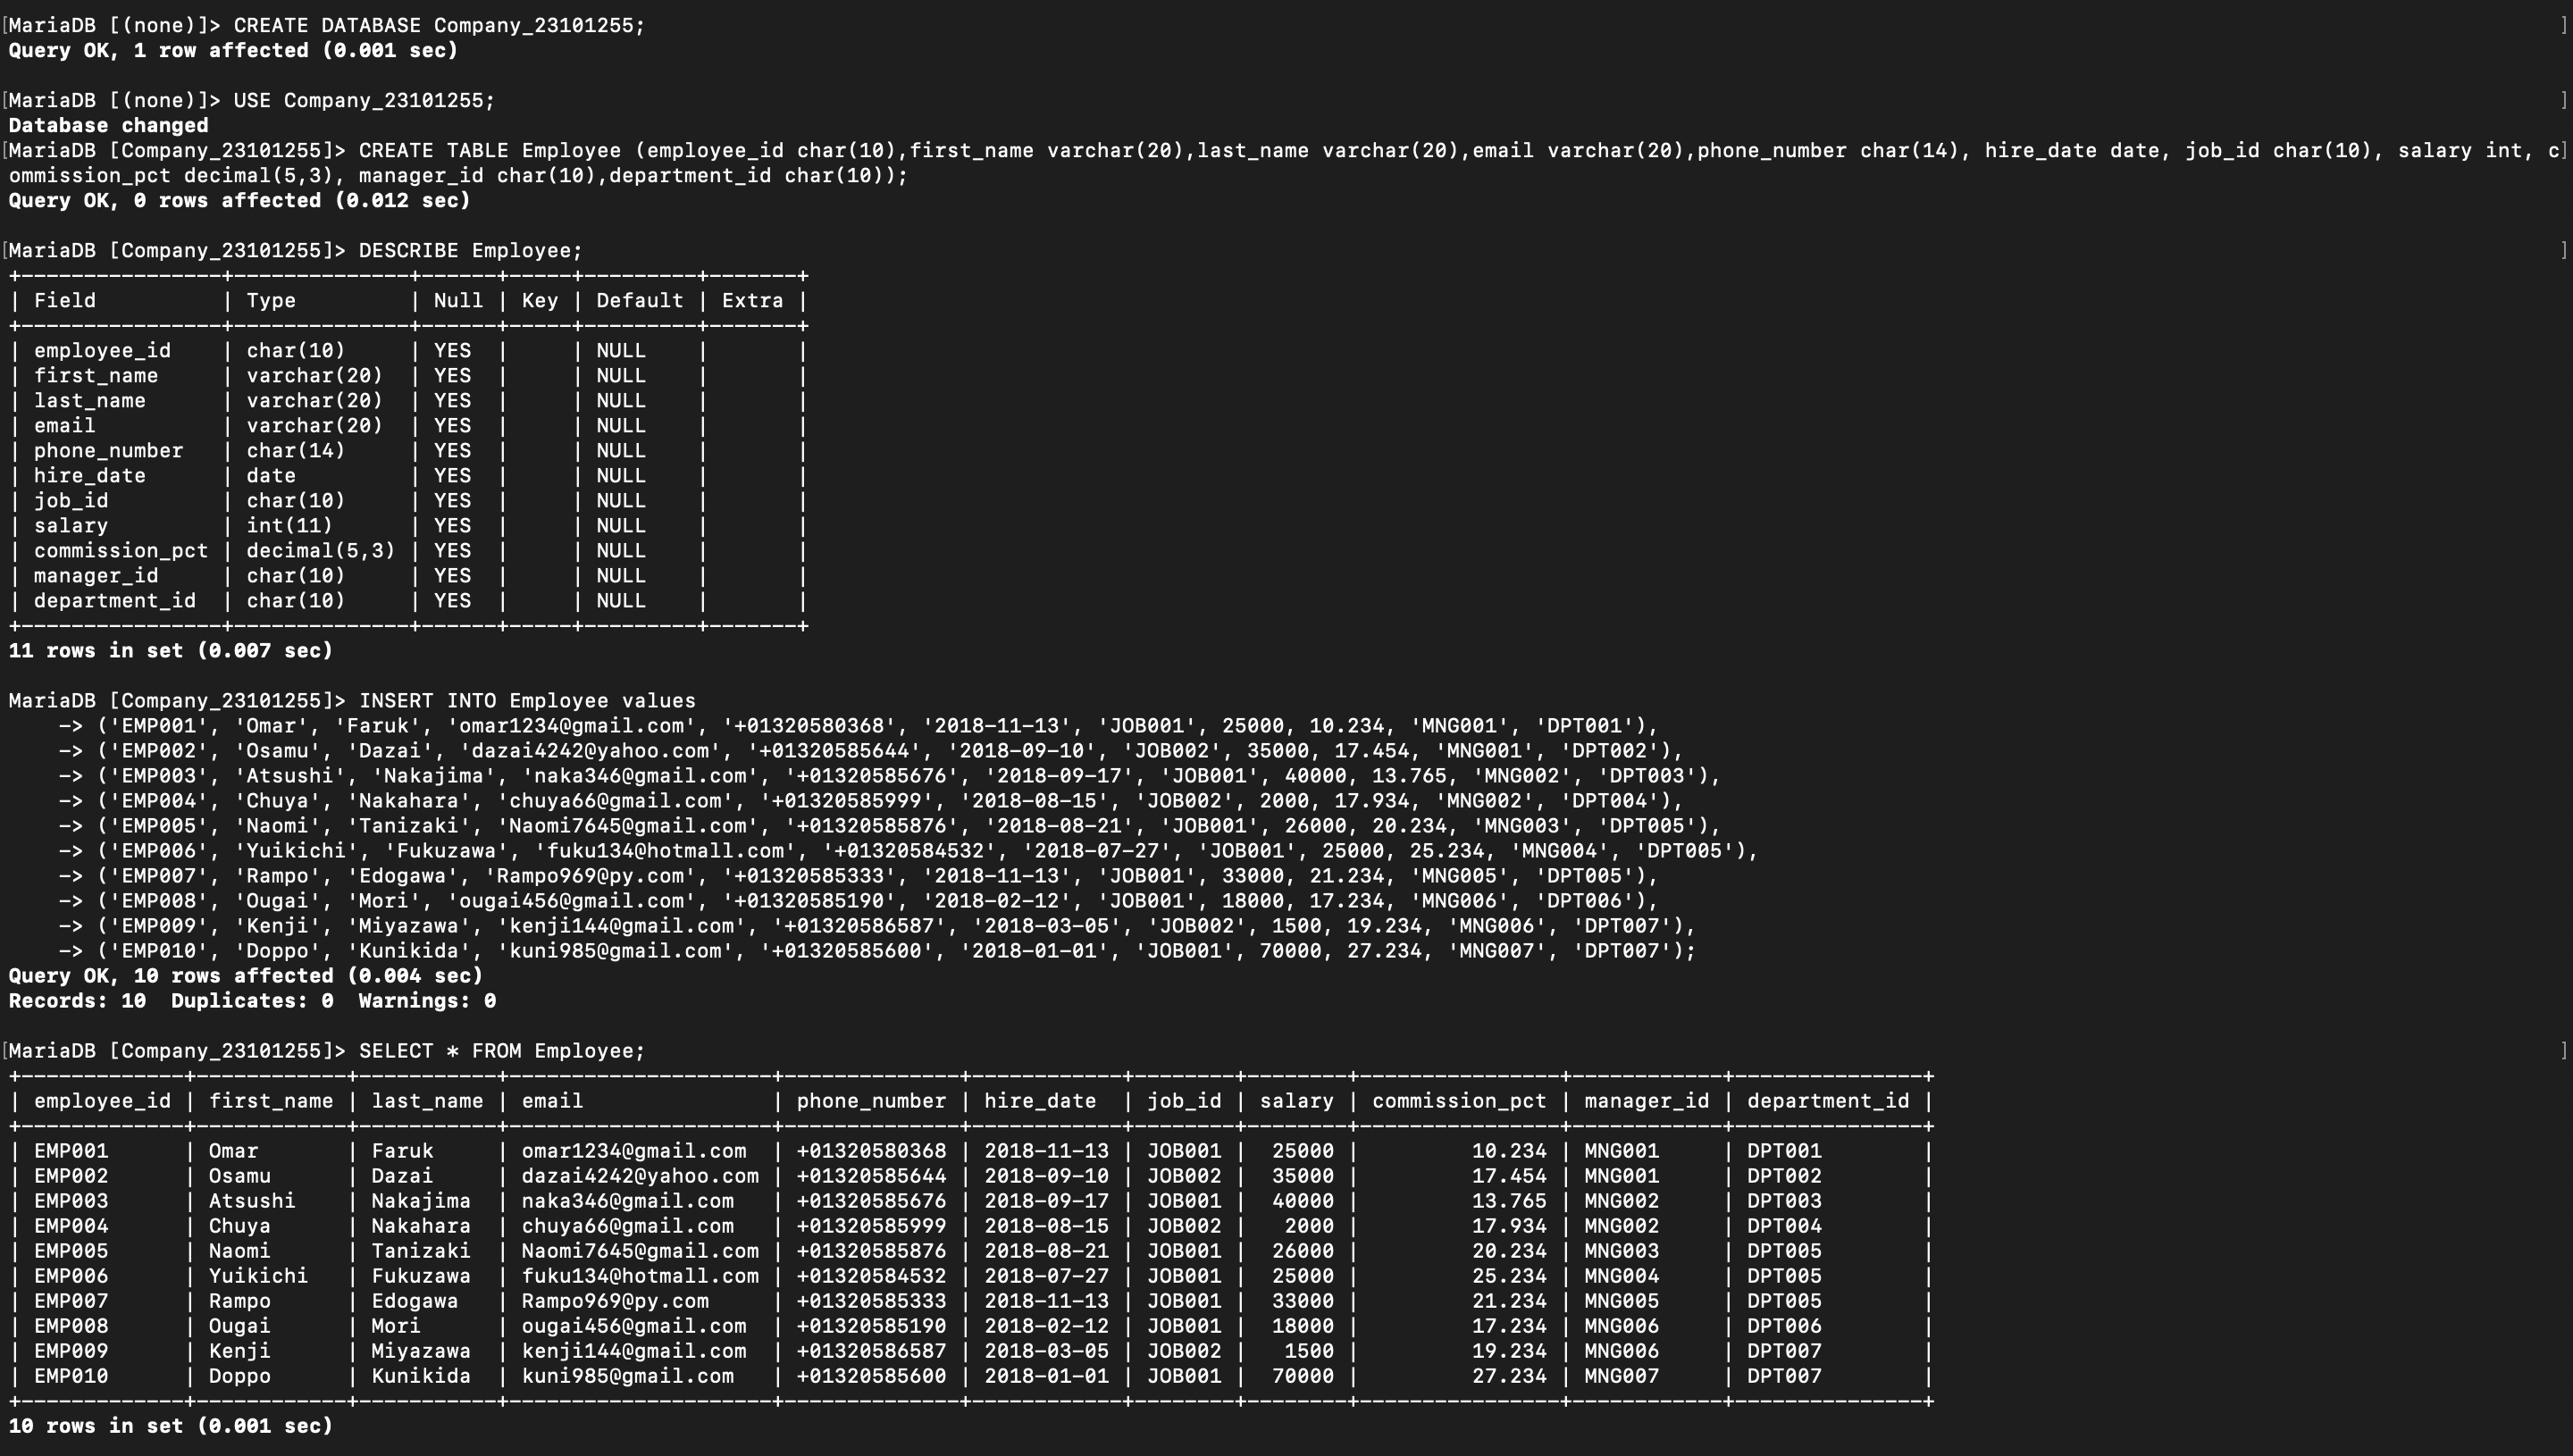 [MariaDB [(none)]> CREATE DATABASE Company_23101255; ]
Query OK, 1 row affected (0.001 sec)
[MariaDB [(none)]> USE Company_23101255; ]
Database changed
[MariaDB [Company_23101255]> CREATE TABLE Employee (employee_id char(10),first_name varchar(20),last_name varchar(20),email varchar(20),phone_number char(14), hire_date date, job_id char(10), salary int, c]
ommission_pct decimal(5,3), manager_id char(10),department_id char(10));
Query OK, 0 rows affected (0.012 sec)
[MariaDB [Company_23101255]> DESCRIBE Employee; ]
+-----------------+---------------+------+-----+---------+-------+
| Field | Type | Null | Key | Default | Extra |
+-----------------+---------------+------+-----+---------+-------+
| employee_id | char(10) | YES | | NULL | |
| first_name | varchar(20) | YES | | NULL | |
| last_name | varchar(20) | YES | | NULL | |
| email | varchar(20) | YES | | NULL | |
| phone_number | char(14) | YES | | NULL | |
| hire_date | date | YES | | NULL | |
| job_id | char(10) | YES | | NULL | |
| salary | int(11) | YES | | NULL | |
| commission_pct | decimal(5,3) | YES | | NULL | |
| manager_id | char(10) | YES | | NULL | |
| department_id | char(10) | YES | | NULL | |
+-----------------+---------------+------+-----+---------+-------+
11 rows in set (0.007 sec)
MariaDB [Company_23101255]> INSERT INTO Employee values
-> ('EMP001', 'Omar', 'Faruk', 'omar1234@gmail.com', '+01320580368', '2018-11-13', 'JOB001', 25000, 10.234, 'MNG001', 'DPT001'),
-> ('EMP002', 'Osamu', 'Dazai', 'dazai4242@yahoo.com', '+01320585644', '2018-09-10', 'JOB002', 35000, 17.454, 'MNG001', 'DPT002'),
-> ('EMP003', 'Atsushi', 'Nakajima', 'naka346@gmail.com', '+01320585676', '2018-09-17', 'JOB001', 40000, 13.765, 'MNG002', 'DPT003'),
-> ('EMP004', 'Chuya', 'Nakahara', 'chuya66@gmail.com', '+01320585999', '2018-08-15', 'JOB002', 2000, 17.934, 'MNG002', 'DPT004'),
-> ('EMP005', 'Naomi', 'Tanizaki', 'Naomi7645@gmail.com', '+01320585876', '2018-08-21', 'JOB001', 26000, 20.234, 'MNG003', 'DPT005'),
-> ('EMP006', 'Yuikichi', 'Fukuzawa', 'fuku134@hotmall.com', '+01320584532', '2018-07-27', 'JOB001', 25000, 25.234, 'MNG004', 'DPT005'),
-> ('EMP007', 'Rampo', 'Edogawa', 'Rampo969@py.com', '+01320585333', '2018-11-13', 'JOB001', 33000, 21.234, 'MNG005', 'DPT005'),
-> ('EMP008', 'Ougai', 'Mori', 'ougai456@gmail.com', '+01320585190', '2018-02-12', 'JOB001', 18000, 17.234, 'MNG006', 'DPT006'),
-> ('EMP009', 'Kenji', 'Miyazawa', 'kenji144@gmail.com', '+01320586587', '2018-03-05', 'JOB002', 1500, 19.234, 'MNG006', 'DPT007'),
-> ('EMP010', 'Doppo', 'Kunikida', 'kuni985@gmail.com', '+01320585600', '2018-01-01', 'JOB001', 70000, 27.234, 'MNG007', 'DPT007');
Query OK, 10 rows affected (0.004 sec)
Records: 10 Duplicates: 0 Warnings: 0
[MariaDB [Company_23101255]> SELECT * FROM Employee; ]
+-------------+------------+-----------+---------------------+--------------+------------+--------+--------+----------------+------------+---------------+
| employee_id | first_name | last_name | email | phone_number | hire_date | job_id | salary | commission_pct | manager_id | department_id |
+-------------+------------+-----------+---------------------+--------------+------------+--------+--------+----------------+------------+---------------+
| EMP001 | Omar | Faruk | omar1234@gmail.com | +01320580368 | 2018-11-13 | JOB001 | 25000 | 10.234 | MNG001 | DPT001 |
| EMP002 | Osamu | Dazai | dazai4242@yahoo.com | +01320585644 | 2018-09-10 | JOB002 | 35000 | 17.454 | MNG001 | DPT002 |
| EMP003 | Atsushi | Nakajima | naka346@gmail.com | +01320585676 | 2018-09-17 | JOB001 | 40000 | 13.765 | MNG002 | DPT003 |
| EMP004 | Chuya | Nakahara | chuya66@gmail.com | +01320585999 | 2018-08-15 | JOB002 | 2000 | 17.934 | MNG002 | DPT004 |
| EMP005 | Naomi | Tanizaki | Naomi7645@gmail.com | +01320585876 | 2018-08-21 | JOB001 | 26000 | 20.234 | MNG003 | DPT005 |
| EMP006 | Yuikichi | Fukuzawa | fuku134@hotmall.com | +01320584532 | 2018-07-27 | JOB001 | 25000 | 25.234 | MNG004 | DPT005 |
| EMP007 | Rampo | Edogawa | Rampo969@py.com | +01320585333 | 2018-11-13 | JOB001 | 33000 | 21.234 | MNG005 | DPT005 |
| EMP008 | Ougai | Mori | ougai456@gmail.com | +01320585190 | 2018-02-12 | JOB001 | 18000 | 17.234 | MNG006 | DPT006 |
| EMP009 | Kenji | Miyazawa | kenji144@gmail.com | +01320586587 | 2018-03-05 | JOB002 | 1500 | 19.234 | MNG006 | DPT007 |
| EMP010 | Doppo | Kunikida | kuni985@gmail.com | +01320585600 | 2018-01-01 | JOB001 | 70000 | 27.234 | MNG007 | DPT007 |
+-------------+------------+-----------+---------------------+--------------+------------+--------+--------+----------------+------------+---------------+
10 rows in set (0.001 sec)